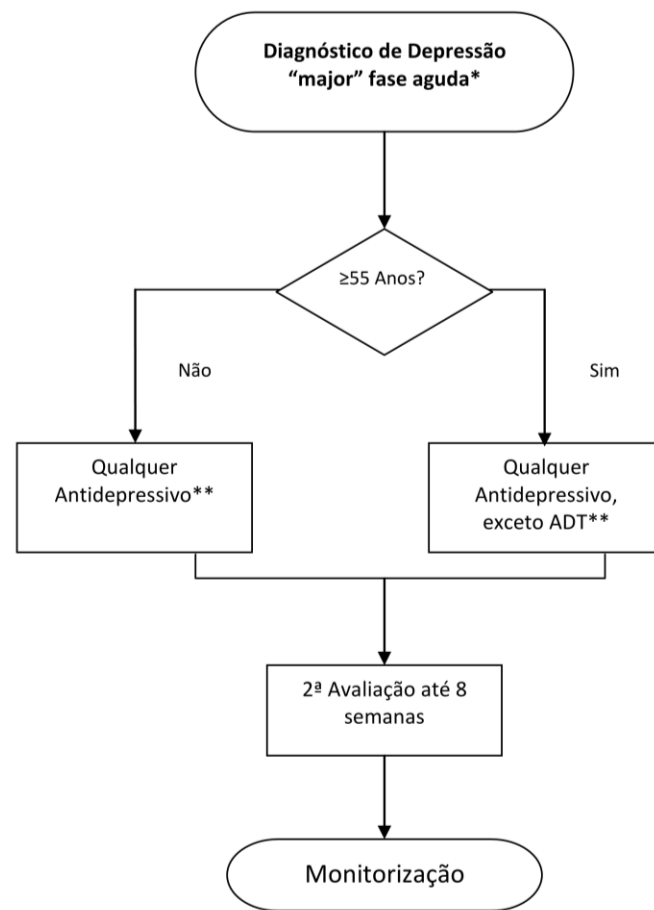 Diagnóstico de Depressão
“major” fase aguda*
≥55 Anos?
Não
Sim
Qualquer
Antidepressivo**
Qualquer
Antidepressivo,
exceto ADT**
2ª Avaliação até 8
semanas
Monitorização